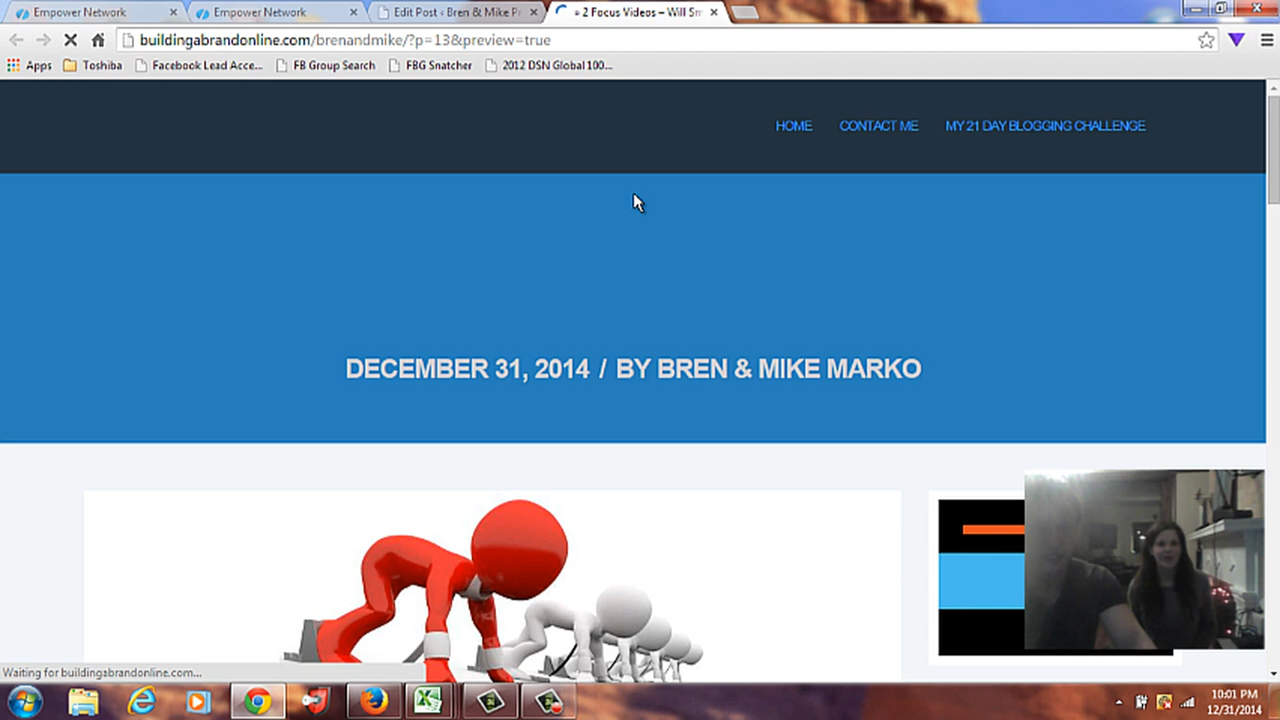 Empower Network
Empower Network
Edit Post ‹ Bren & Mike Pr
» 2 Focus Videos – Will Sm
buildingabrandonline.com/brenandmike/?p=13&preview=true
Apps
Toshiba
Facebook Lead Acce...
FB Group Search
FBG Snatcher
2012 DSN Global 100...
HOME
CONTACT ME
MY 21 DAY BLOGGING CHALLENGE
DECEMBER 31, 2014 / BY BREN & MIKE MARKO
Waiting for buildingabrandonline.com...
10:01 PM
12/31/2014